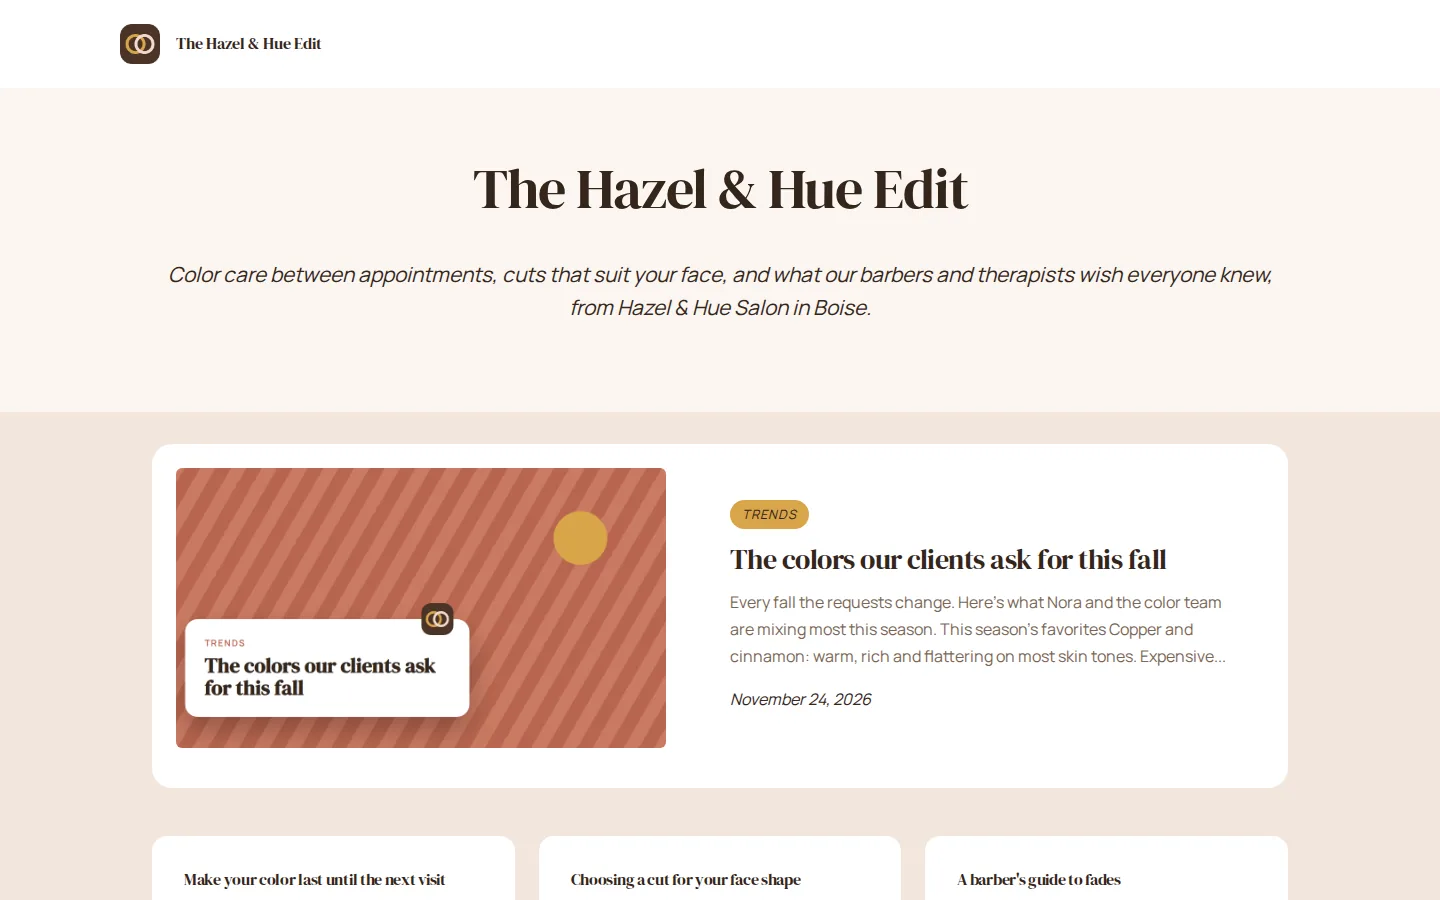 The Hazel & Hue Edit
The Hazel & Hue Edit
Color care between appointments, cuts that suit your face, and what our barbers and therapists wish everyone knew,
from Hazel & Hue Salon in Boise.
TRENDS
The colors our clients ask
for this fall
TRENDS
The colors our clients ask for this fall
Every fall the requests change. Here's what Nora and the color team
are mixing most this season. This season's favorites Copper and
cinnamon: warm, rich and flattering on most skin tones. Expensive...
November 24, 2026
Make your color last until the next visit
Choosing a cut for your face shape
A barber's guide to fades